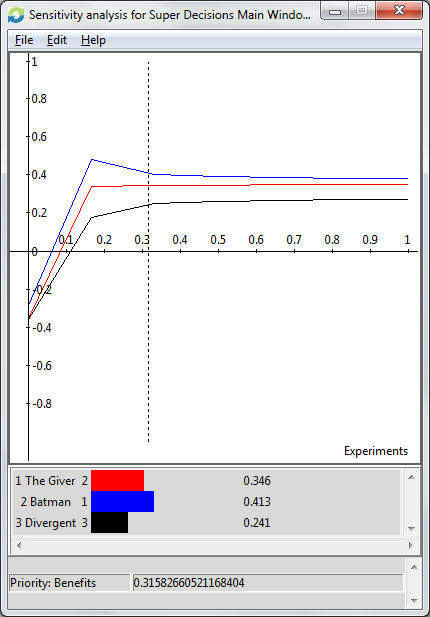 Sensitivity analysis for Super Decisions Main Windo...
File Edit Help
1
0.8
0.6
0.4
0.2
0 0.1 0.2 0.3 0.4 0.5 0.6 0.7 0.8 0.9 1
-0.2
-0.4
-0.6
-0.8
Experiments
1 The Giver 2 0.346
2 Batman 1 0.413
3 Divergent 3 0.241
Priority: Benefits 0.31582660521168404